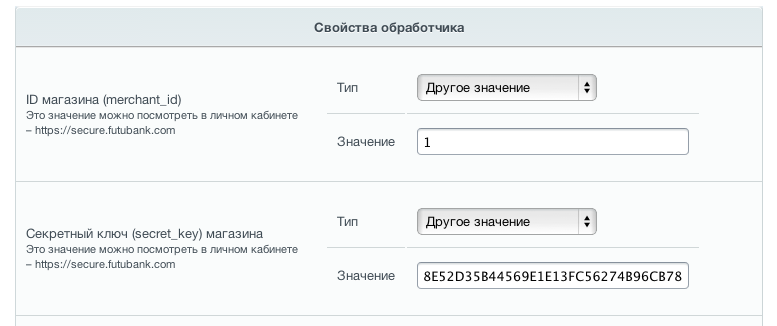 Свойства обработчика
ID магазина (merchant_id)
Это значение можно посмотреть в личном кабинете
– https://secure.futubank.com
Тип
Другое значение
Значение
1
Секретный ключ (secret_key) магазина
Это значение можно посмотреть в личном кабинете
– https://secure.futubank.com
Тип
Другое значение
Значение
8E52D35B44569E1E13FC56274B96CB78